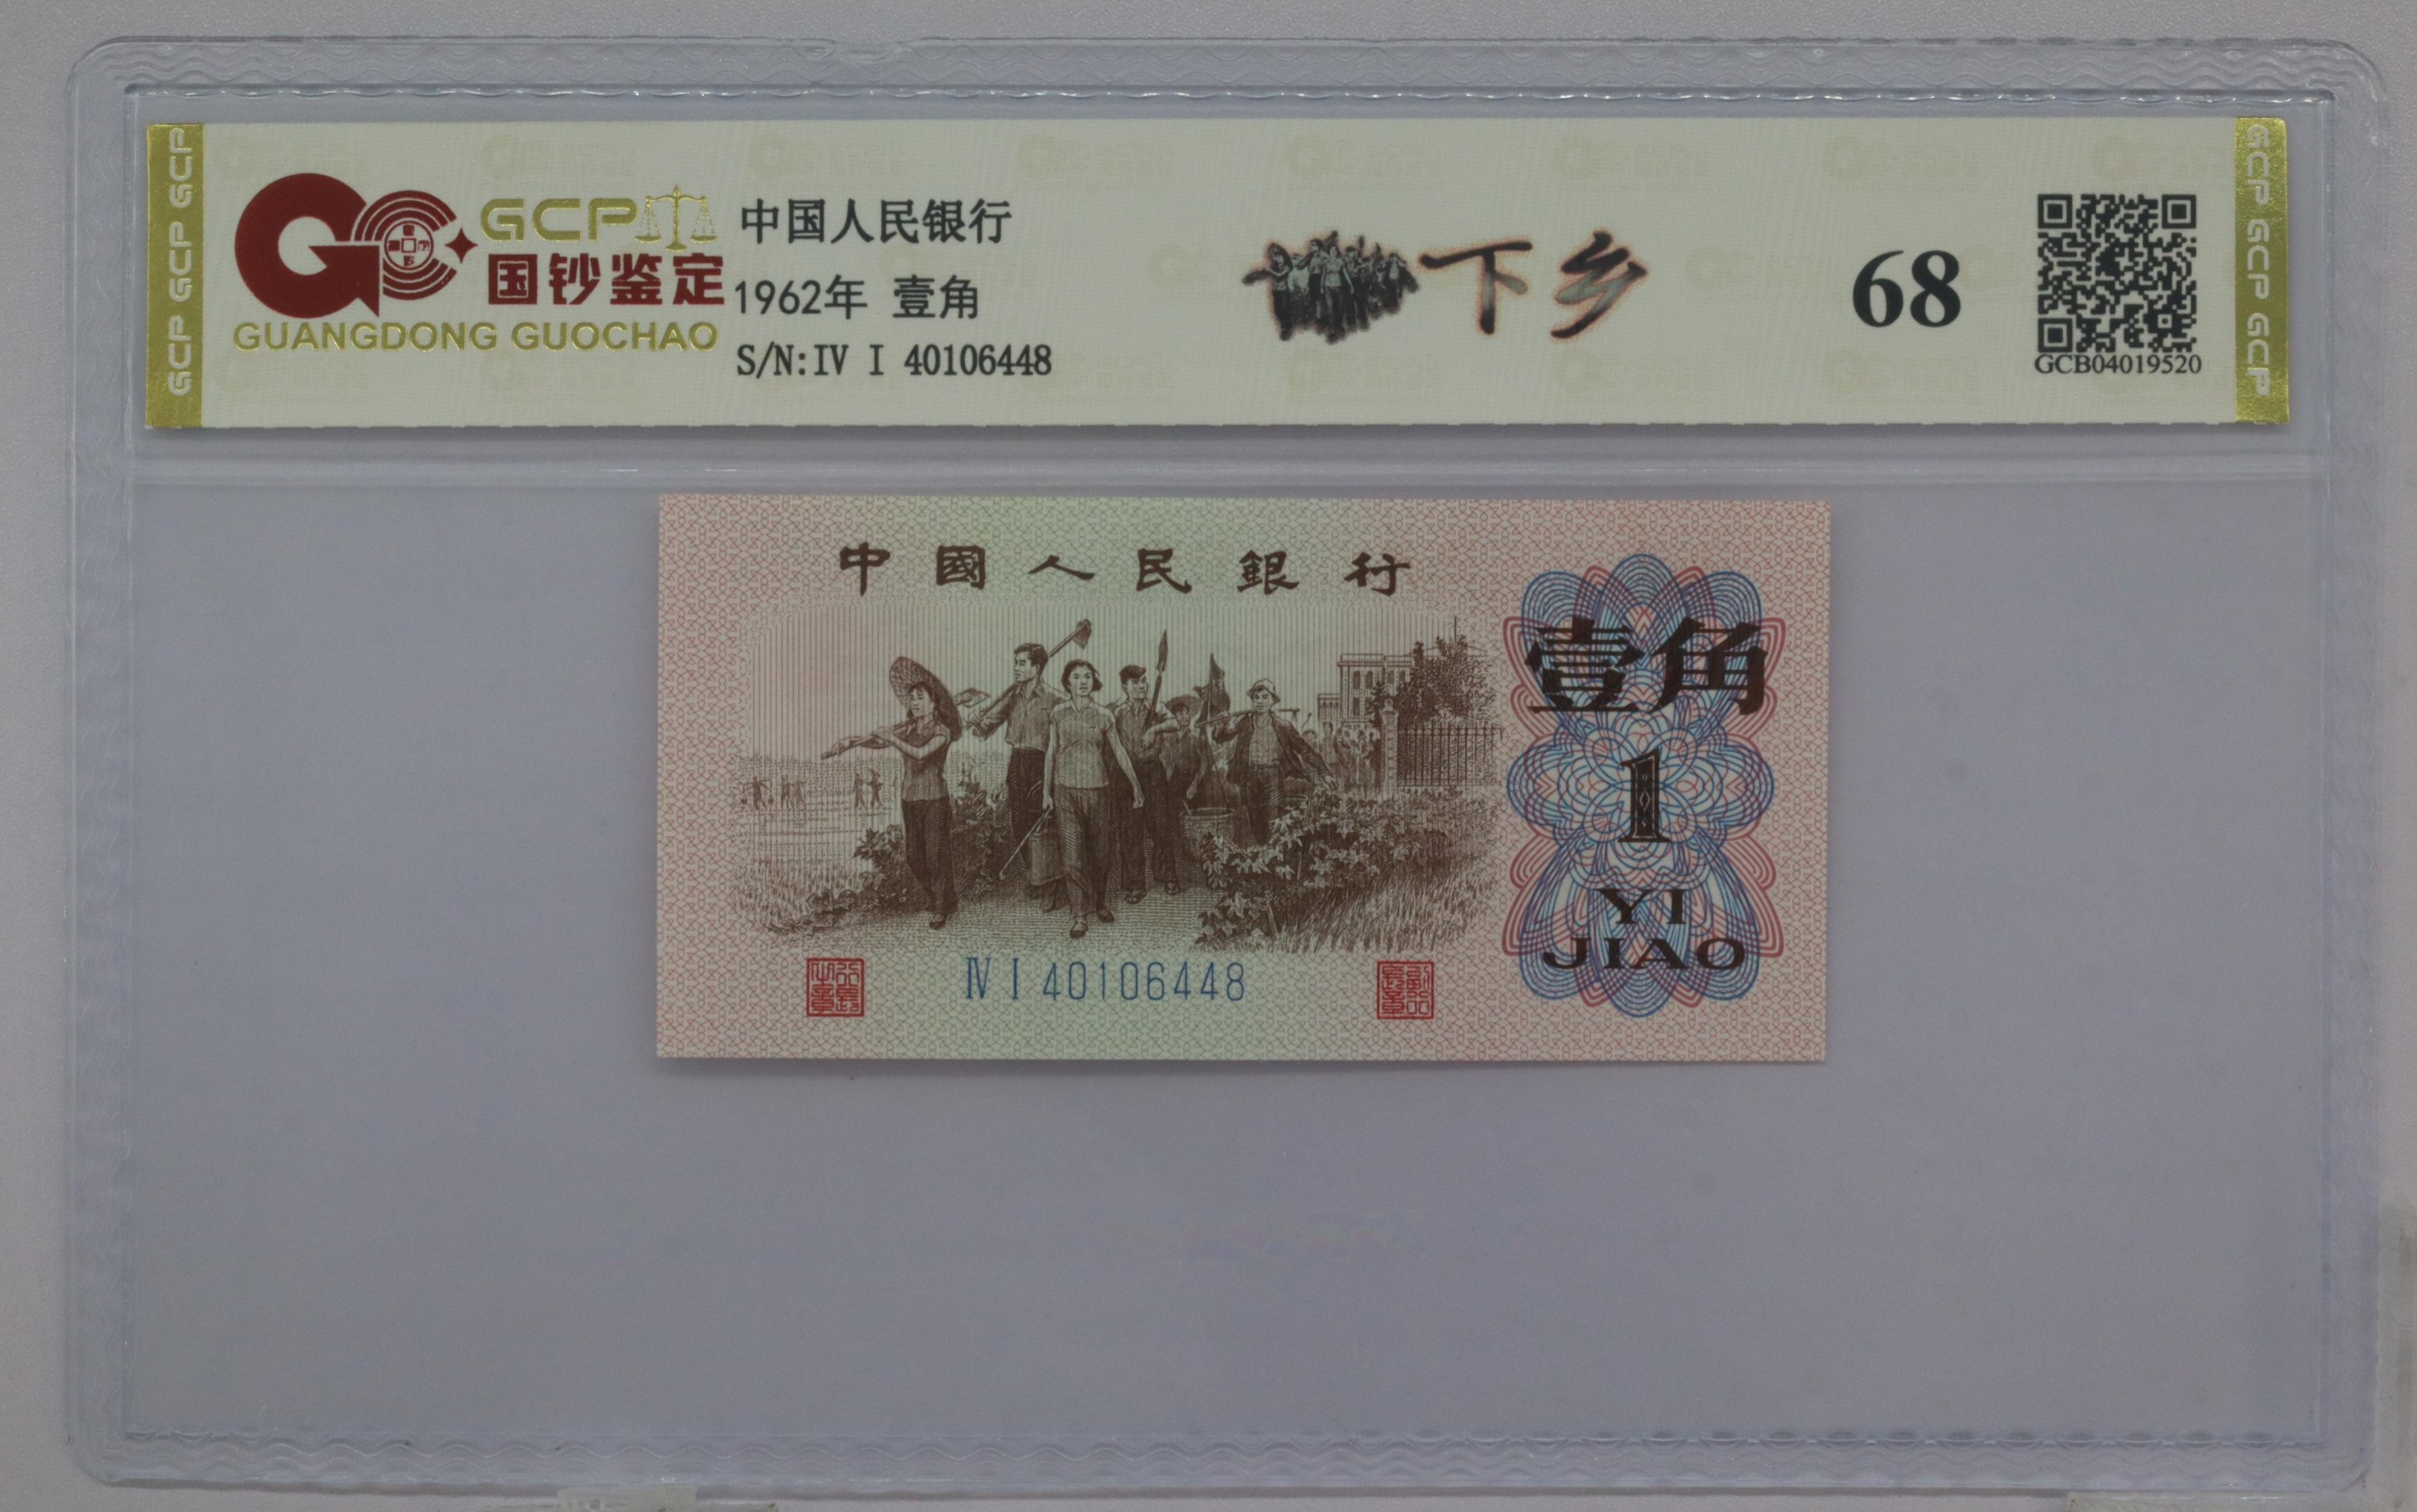 GCP GCP GCP
GCP
国钞鉴定
GUANGDONG GUOCHAO
中国人民银行
1962年 壹角
S/N:IV I 40106448
下乡
68
GCB04019520
GCP GCP GCP
中國人民銀行
壹角
1
YI
JIAO
Ⅳ Ⅰ 40106448